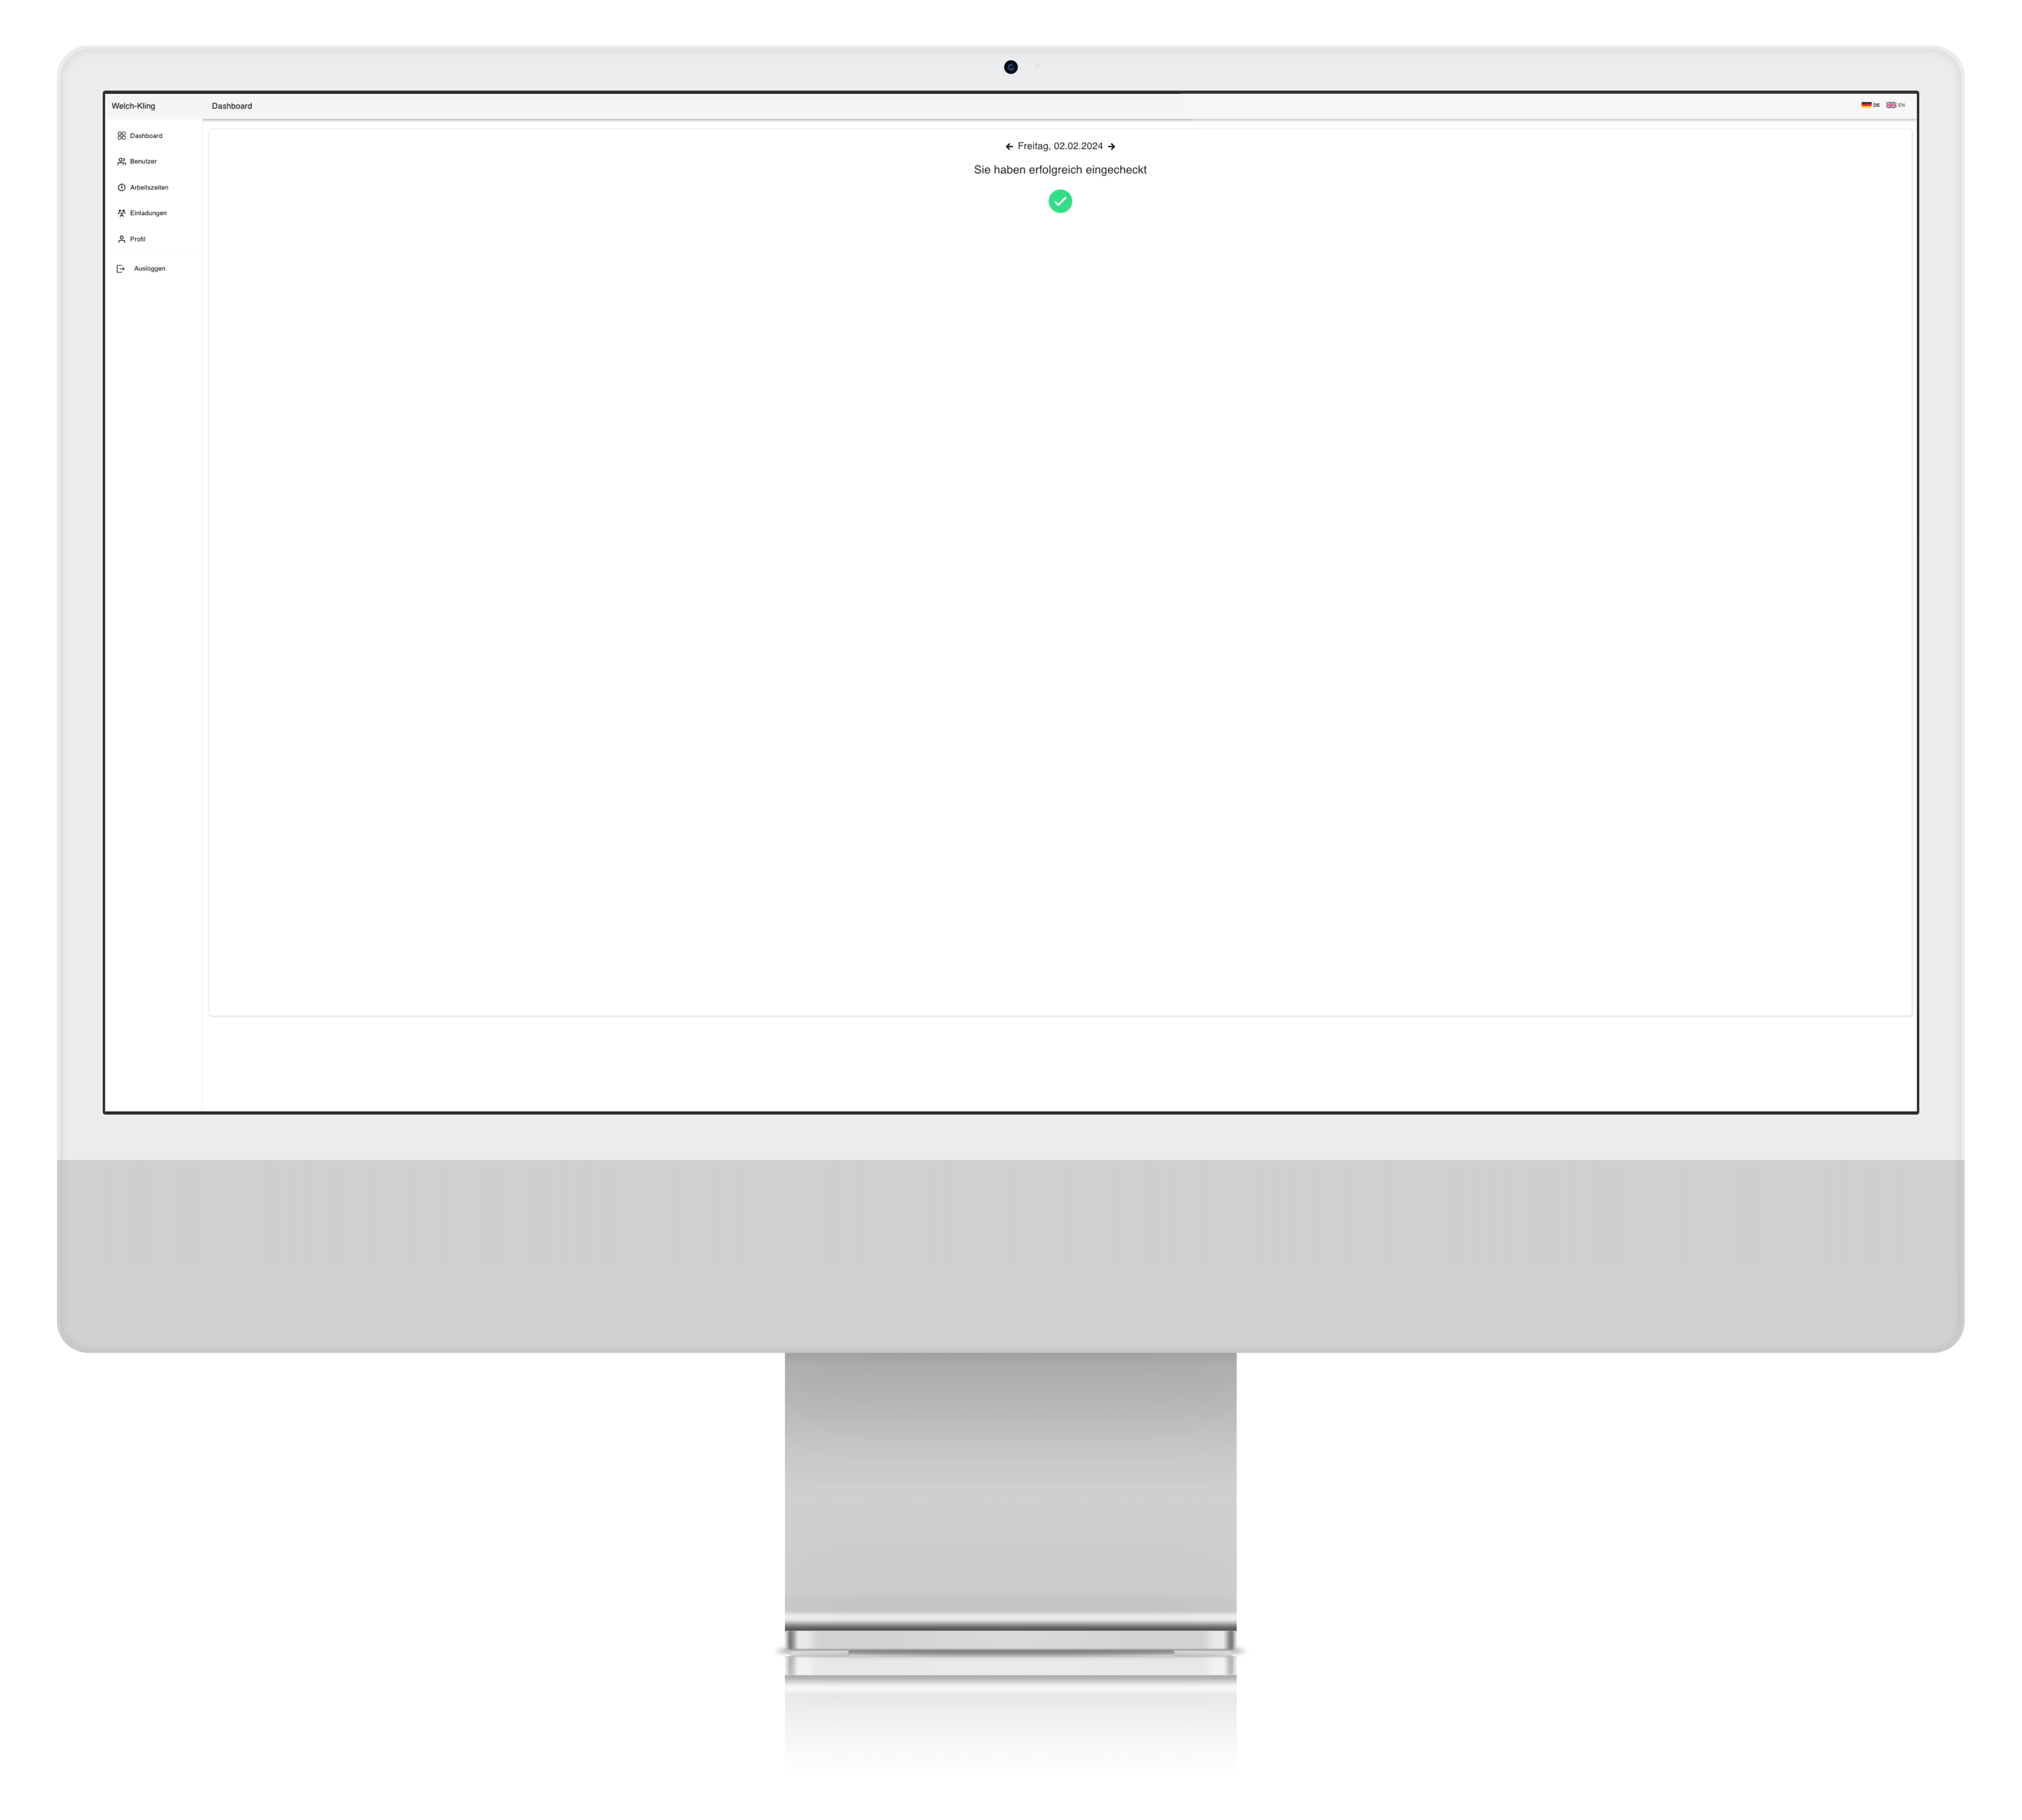 Welch-Kling
Dashboard
DE EN
Dashboard
Benutzer
Arbeitszeiten
Einladungen
Profil
Ausloggen
Freitag, 02.02.2024
Sie haben erfolgreich eingecheckt